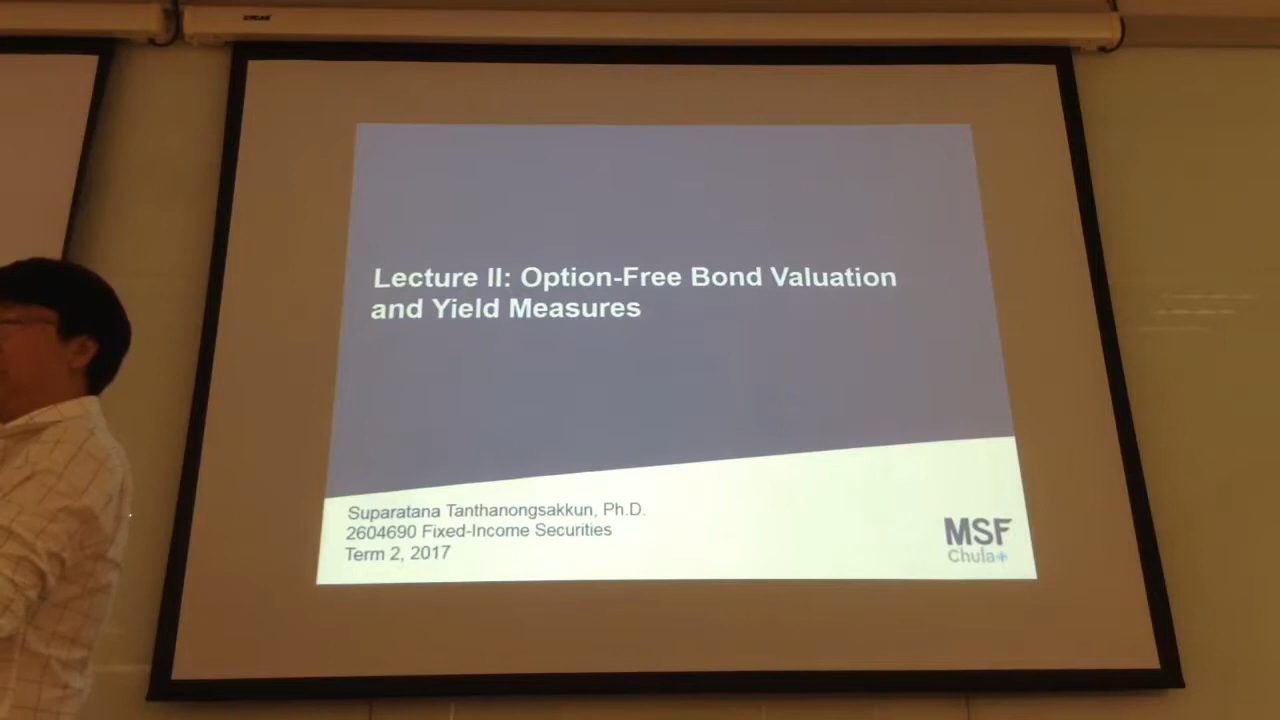 Lecture II: Option-Free Bond Valuation
and Yield Measures
Suparatana Tanthanongsakkun, Ph.D.
2604690 Fixed-Income Securities
Term 2, 2017
MSF
Chula+